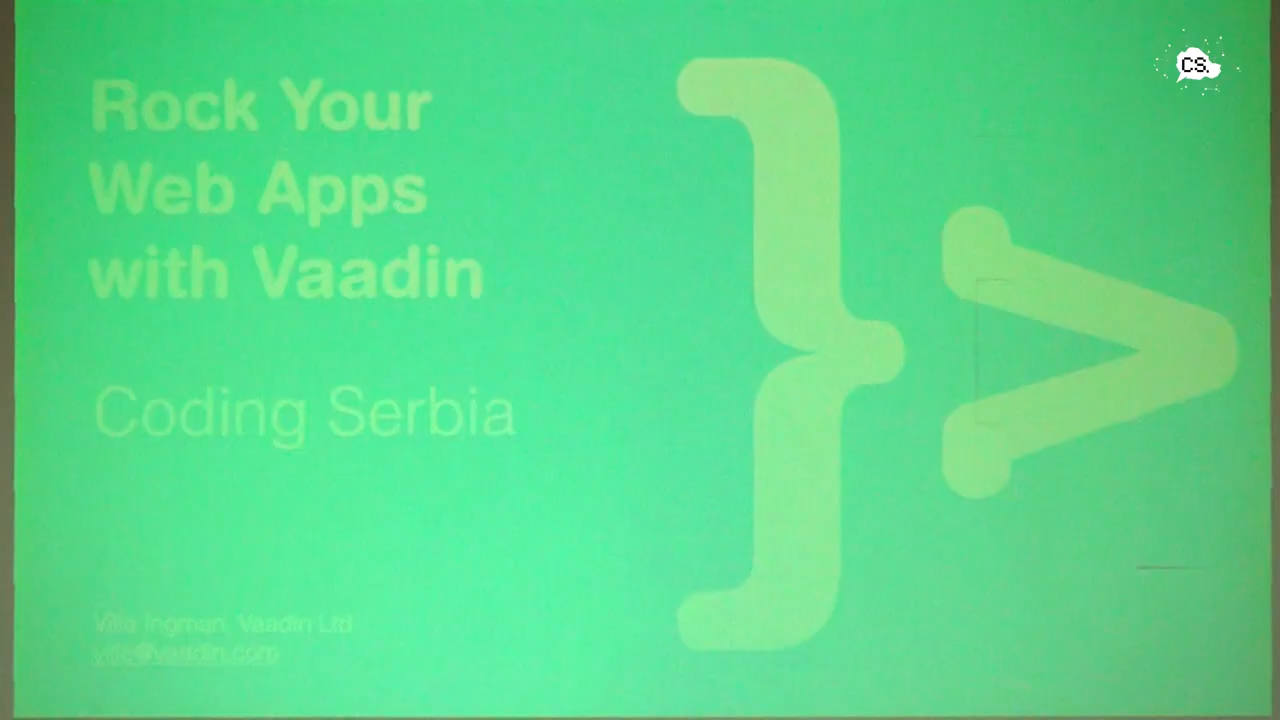 Rock Your
Web Apps
with Vaadin
Coding Serbia
Ville Ingman, Vaadin Ltd
ville@vaadin.com
CS.